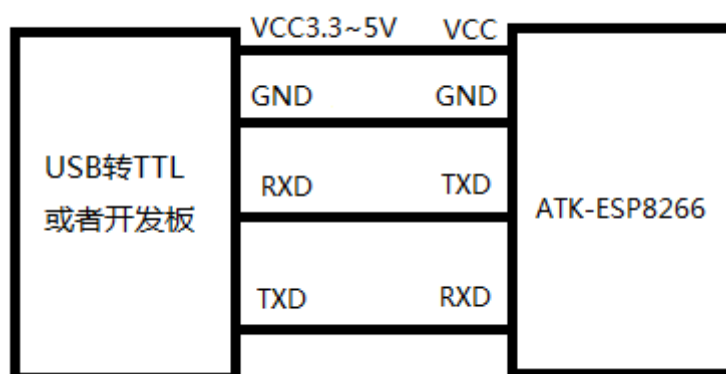 VCC3.3~5V VCC
GND GND
USB转TTL
或者开发板
RXD TXD
ATK-ESP8266
TXD RXD